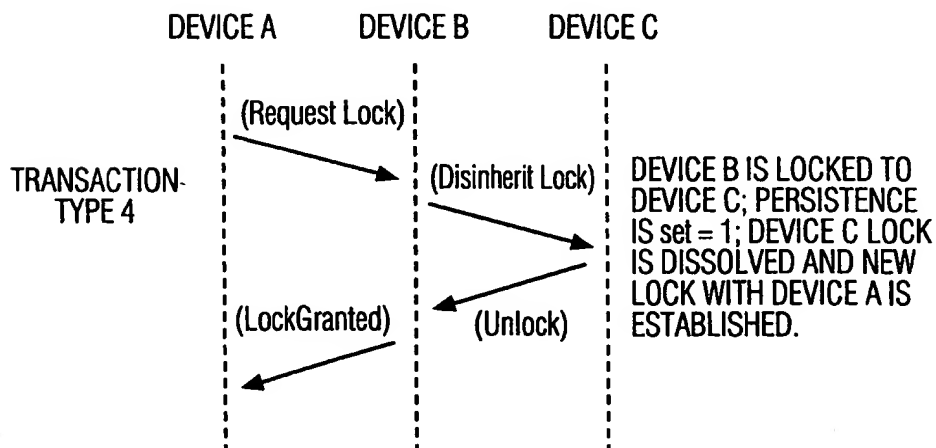 DEVICE A DEVICE B DEVICE C
(Request Lock)
TRANSACTION-
TYPE 4
(Disinherit Lock)
DEVICE B IS LOCKED TO
DEVICE C; PERSISTENCE
IS set = 1; DEVICE C LOCK
IS DISSOLVED AND NEW
LOCK WITH DEVICE A IS
ESTABLISHED.
(Unlock)
(LockGranted)